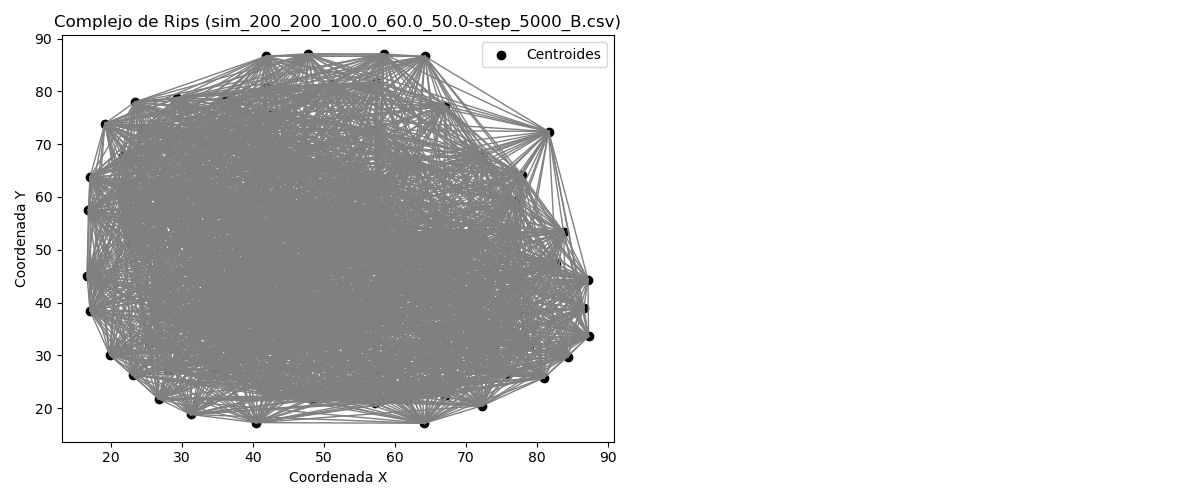 Complejo de Rips (sim_200_200_100.0_60.0_50.0-step_5000_B.csv)
Centroides
90
80
70
60
50
40
30
20
Coordenada Y
20 30 40 50 60 70 80 90
Coordenada X